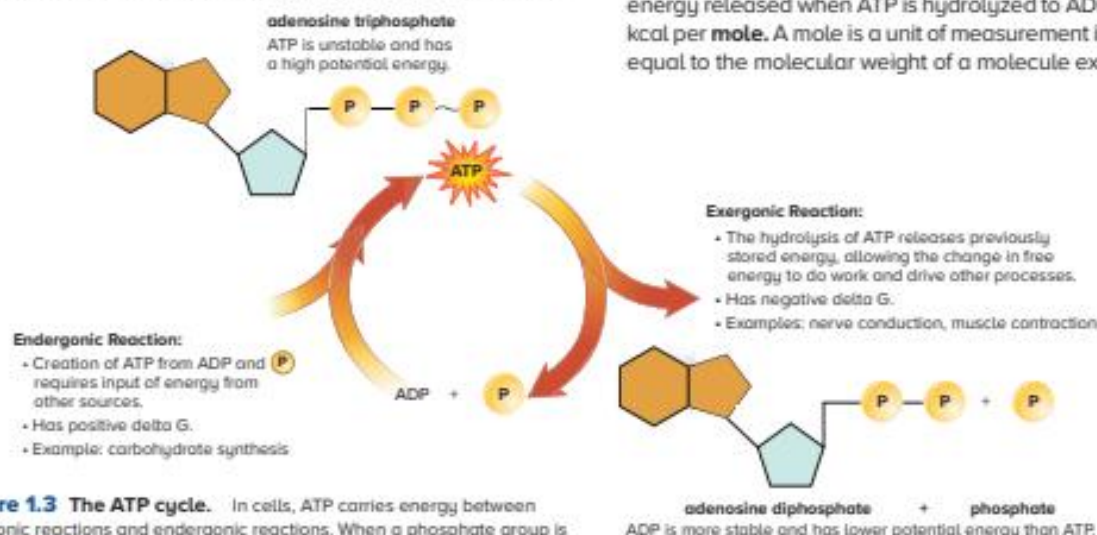 adenosine triphosphate
ATP is unstable and has
a high potential energy.
P P P
ATP
energy released when ATP is hydrolyzed to AD
kcal per mole. A mole is a unit of measurement i
equal to the molecular weight of a molecule ex
Exergonic Reaction:
• The hydrolysis of ATP releases previously
stored energy, allowing the change in free
energy to do work and drive other processes.
• Has negative delta G.
• Examples: nerve conduction, muscle contraction
Endergonic Reaction:
• Creation of ATP from ADP and P
requires input of energy from
other sources.
• Has positive delta G.
• Example: carbohydrate synthesis
ADP + P
P P + P
adenosine diphosphate + phosphate
ADP is more stable and has lower potential energy than ATP.
re 1.3 The ATP cycle. In cells, ATP carries energy between
onic reactions and endergonic reactions. When a phosphate group is